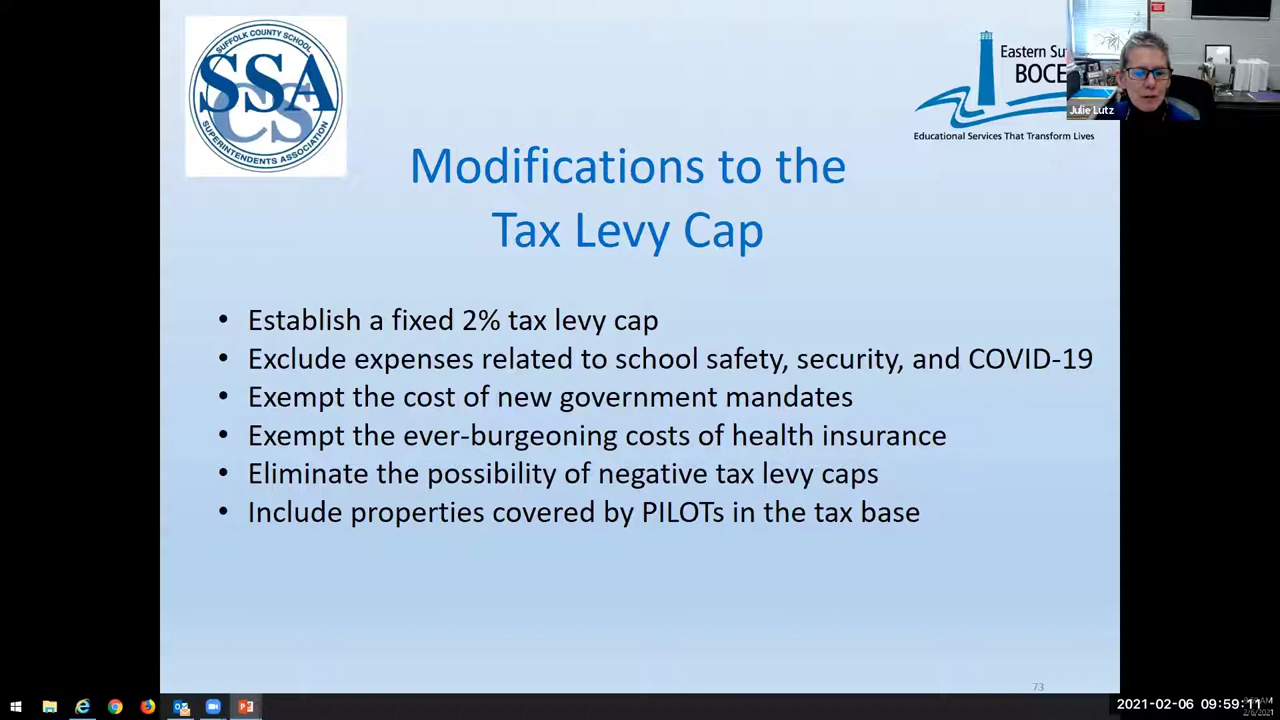 SUFFOLK COUNTY SCHOOL
SSA
CS
SUPERINTENDENTS ASSOCIATION
Eastern Su
BOCE
Educational Services That Transform Lives
Julie Lutz
Modifications to the
Tax Levy Cap
• Establish a fixed 2% tax levy cap
• Exclude expenses related to school safety, security, and COVID-19
• Exempt the cost of new government mandates
• Exempt the ever-burgeoning costs of health insurance
• Eliminate the possibility of negative tax levy caps
• Include properties covered by PILOTs in the tax base
73
2021-02-06 09:59:11